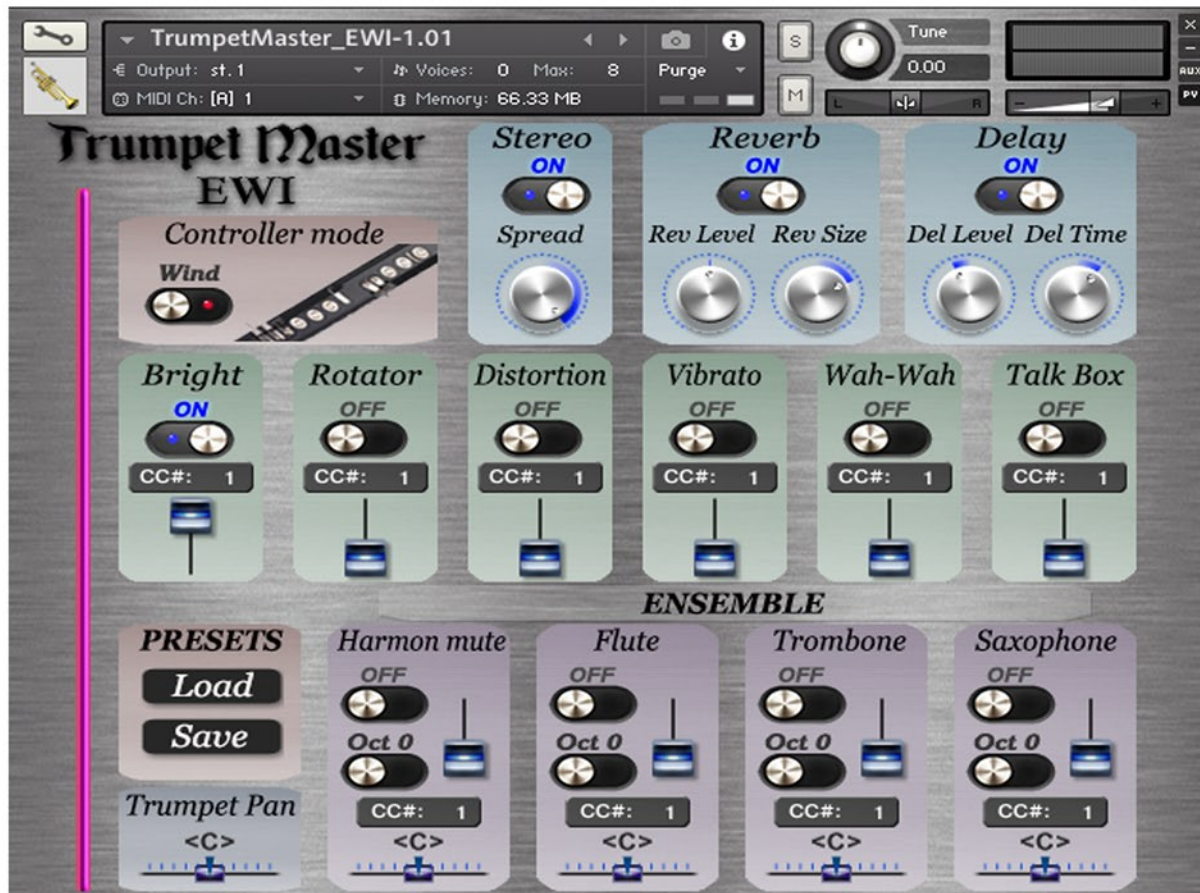 TrumpetMaster_EWI-1.01
Output: st.1 Voices: 0 Max: 8 Purge
MIDI Ch: [A] 1 Memory: 66.33 MB
S
M
Tune
0.00
L R
- +
×
-
AUX
PV
Trumpet Master
EWI
Controller mode
Wind
Stereo
ON
Spread
Reverb
ON
Rev Level Rev Size
Delay
ON
Del Level Del Time
Bright
ON
CC#: 1
Rotator
OFF
CC#: 1
Distortion
OFF
CC#: 1
Vibrato
OFF
CC#: 1
Wah-Wah
OFF
CC#: 1
Talk Box
OFF
CC#: 1
ENSEMBLE
PRESETS
Load
Save
Trumpet Pan
<C>
Harmon mute
OFF
Oct 0
CC#: 1
<C>
Flute
OFF
Oct 0
CC#: 1
<C>
Trombone
OFF
Oct 0
CC#: 1
<C>
Saxophone
OFF
Oct 0
CC#: 1
<C>